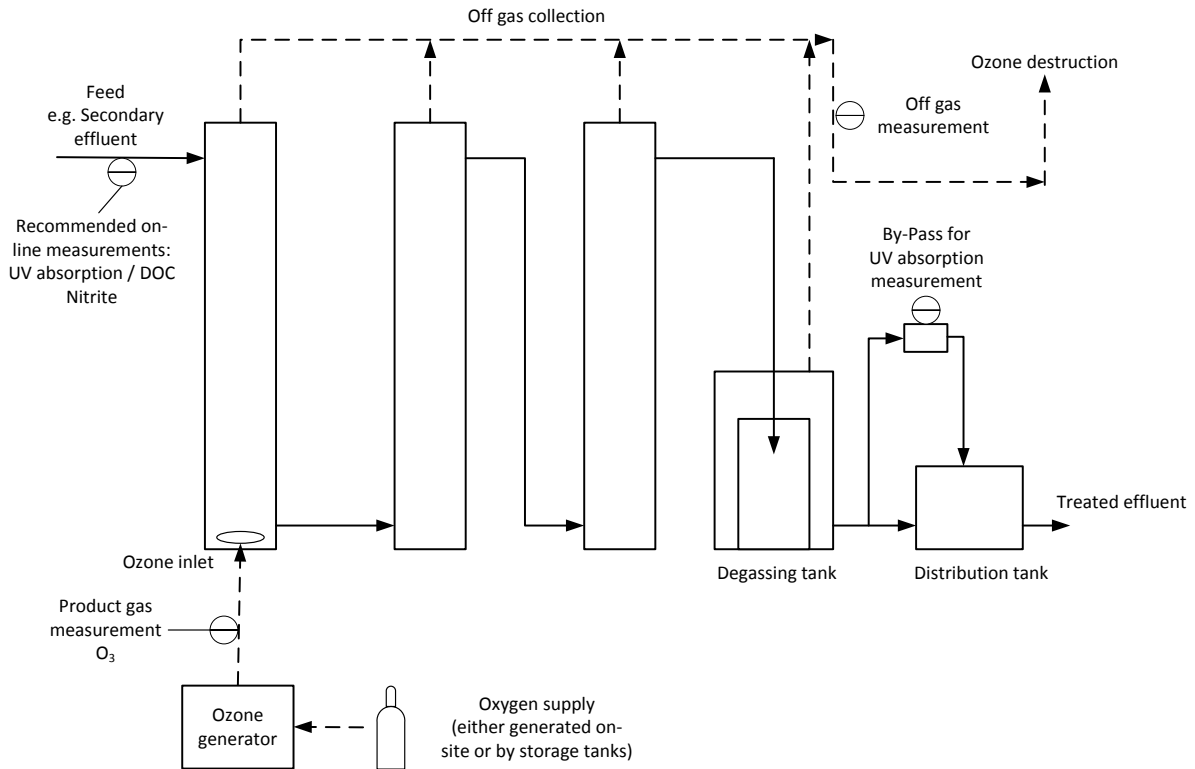 Off gas collection
Ozone destruction
Feed
e.g. Secondary
effluent
Off gas
measurement
Recommended on-
line measurements:
UV absorption / DOC
Nitrite
By-Pass for
UV absorption
measurement
Treated effluent
Ozone inlet
Degassing tank
Distribution tank
Product gas
measurement
O₃
Ozone
generator
Oxygen supply
(either generated on-
site or by storage tanks)